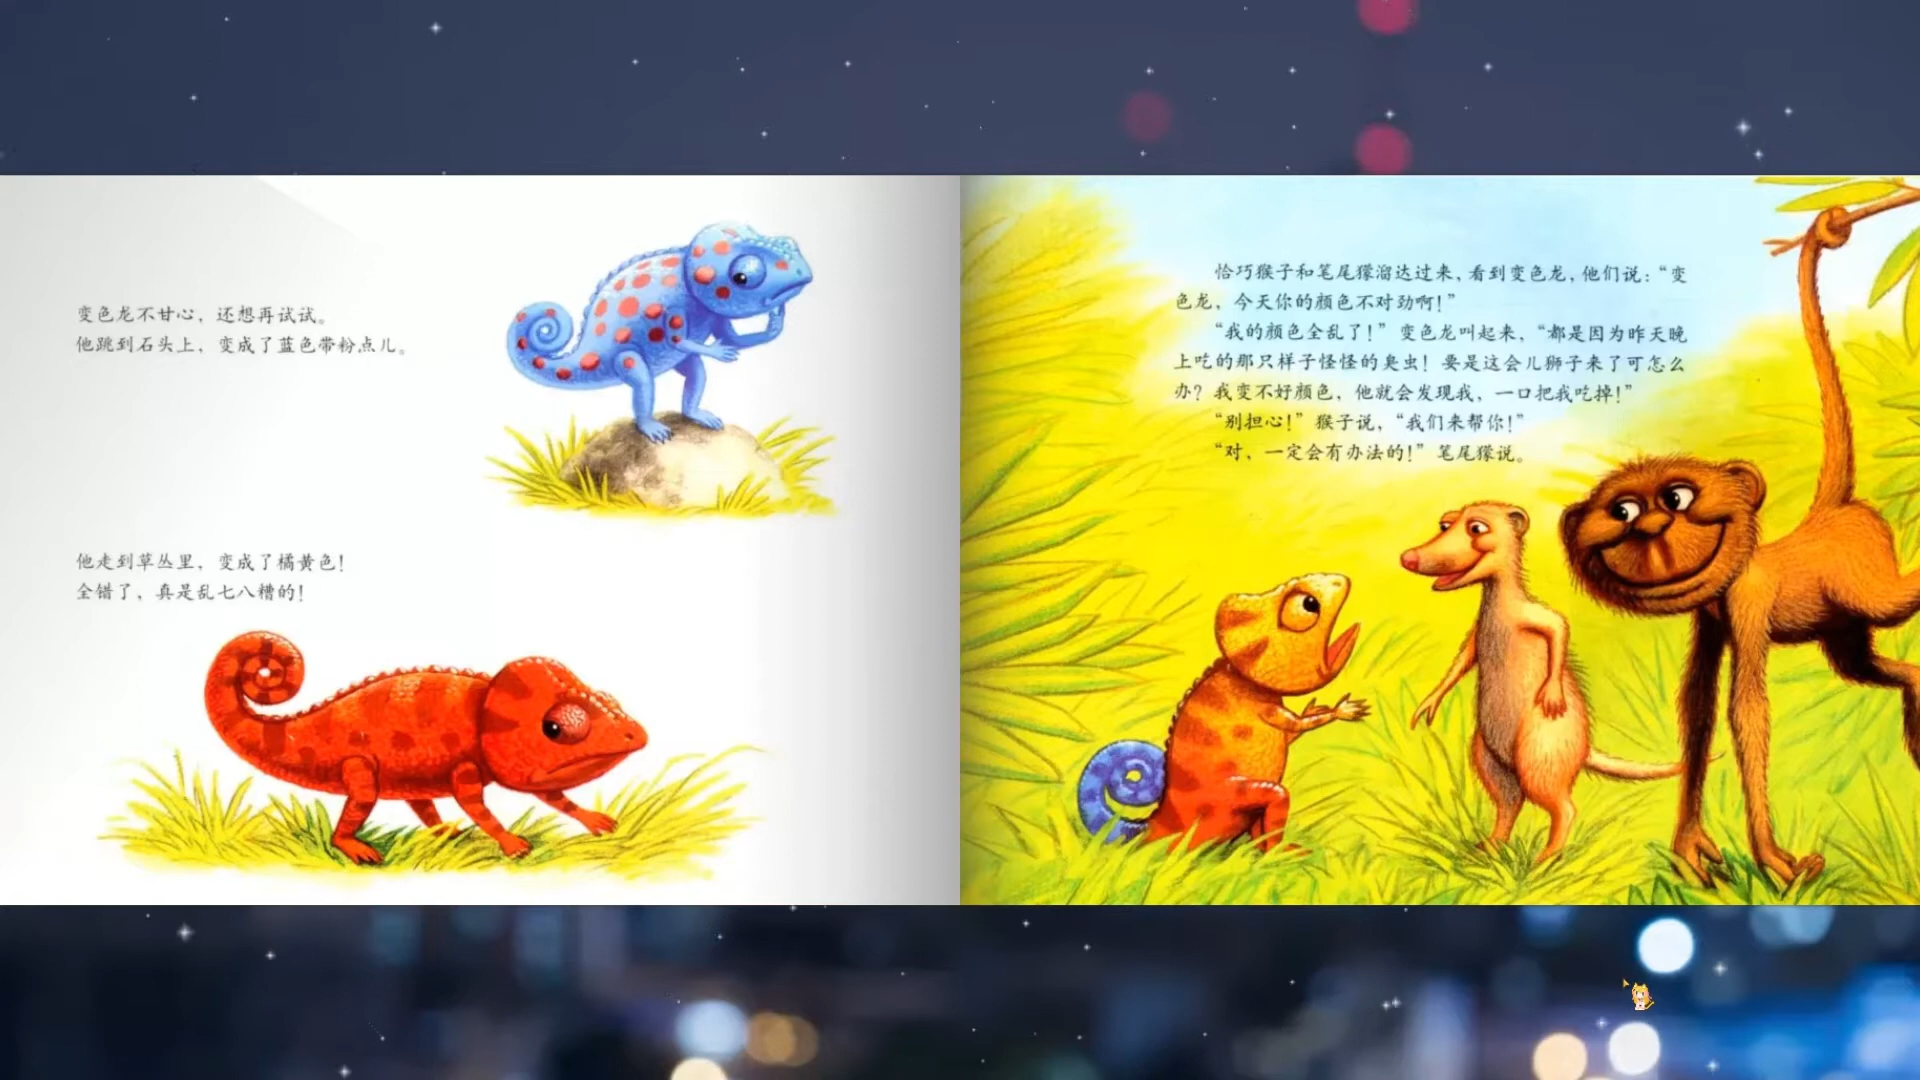 变色龙不甘心，还想再试试。
他跳到石头上，变成了蓝色带粉点儿。
他走到草丛里，变成了橘黄色！
全错了，真是乱七八糟的！
恰巧猴子和笔尾獴溜达过来，看到变色龙，他们说：“变
色龙，今天你的颜色不对劲啊！”
“我的颜色全乱了！”变色龙叫起来，“都是因为昨天晚
上吃的那只样子怪怪的臭虫！要是这会儿狮子来了可怎么
办？我变不好颜色，他就会发现我，一口把我吃掉！”
“别担心！”猴子说，“我们来帮你！”
“对，一定会有办法的！”笔尾獴说。